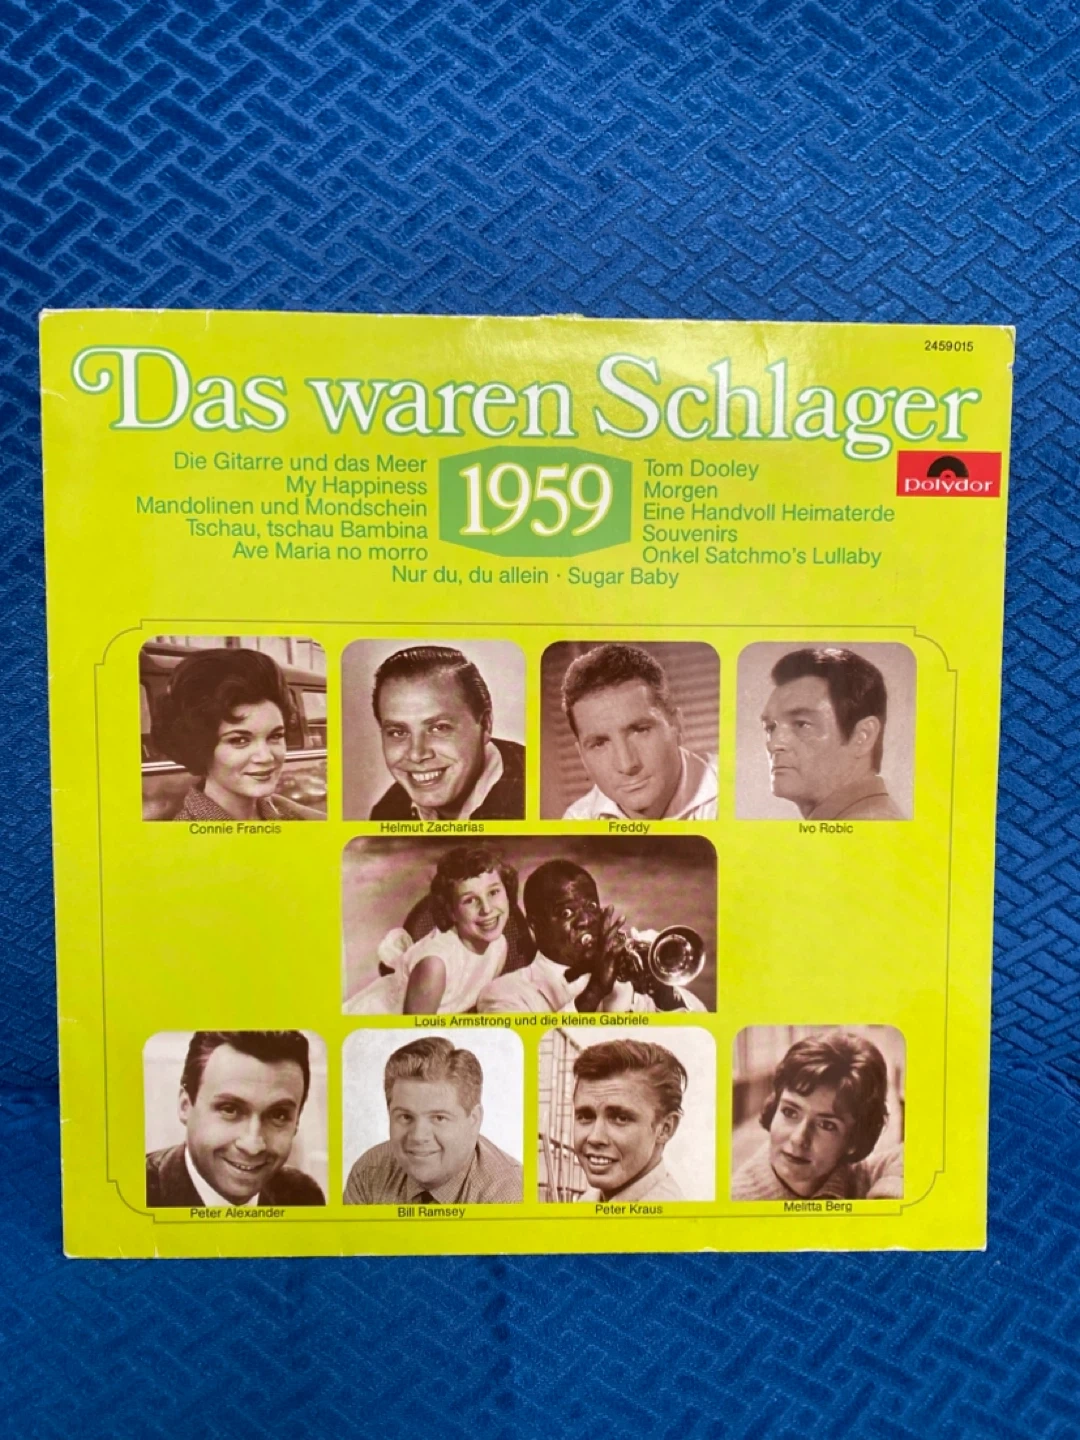 2459015
Das waren Schlager
1959
Die Gitarre und das Meer
My Happiness
Mandolinen und Mondschein
Tschau, tschau Bambina
Ave Maria no morro
Tom Dooley
Morgen
Eine Handvoll Heimaterde
Souvenirs
Onkel Satchmo's Lullaby
Nur du, du allein · Sugar Baby
polydor
Connie Francis
Helmut Zacharias
Freddy
Ivo Robic
Louis Armstrong und die kleine Gabriele
Peter Alexander
Bill Ramsey
Peter Kraus
Melitta Berg